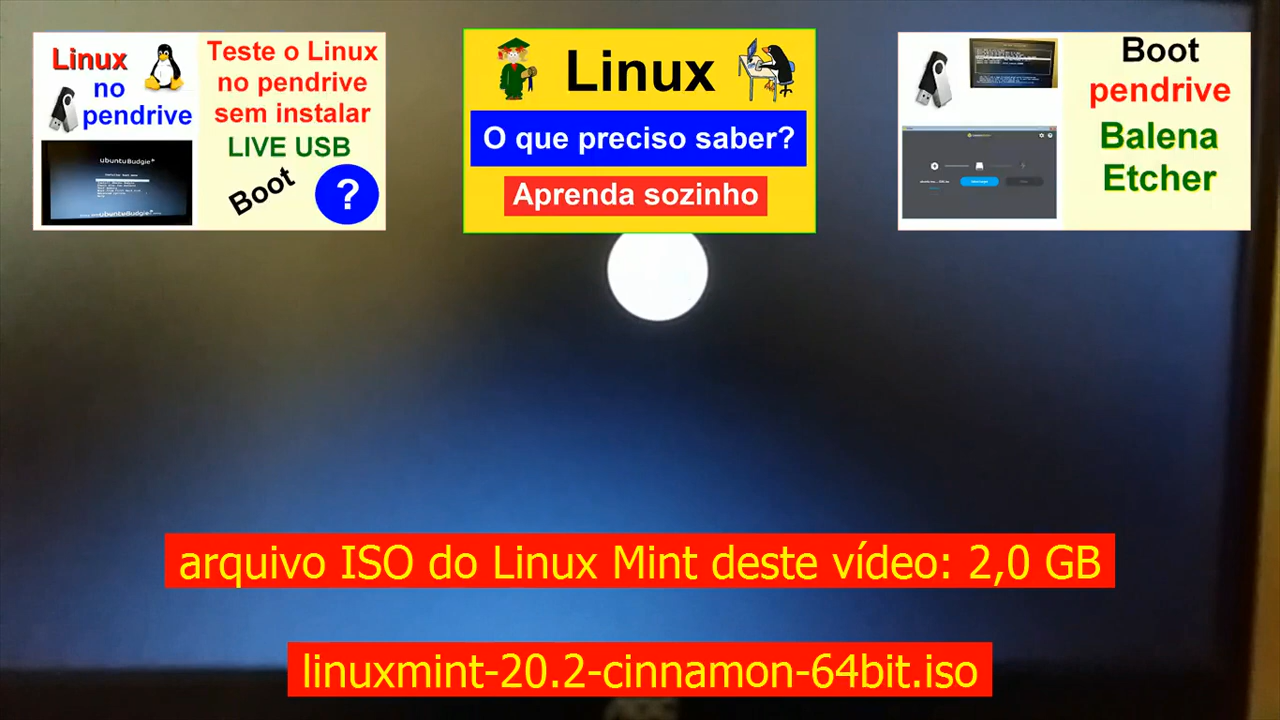 Linux
no
pendrive
Teste o Linux
no pendrive
sem instalar
LIVE USB
Boot
?
ubuntuBudgie
Linux
O que preciso saber?
Aprenda sozinho
Boot
pendrive
Balena
Etcher
arquivo ISO do Linux Mint deste vídeo: 2,0 GB
linuxmint-20.2-cinnamon-64bit.iso